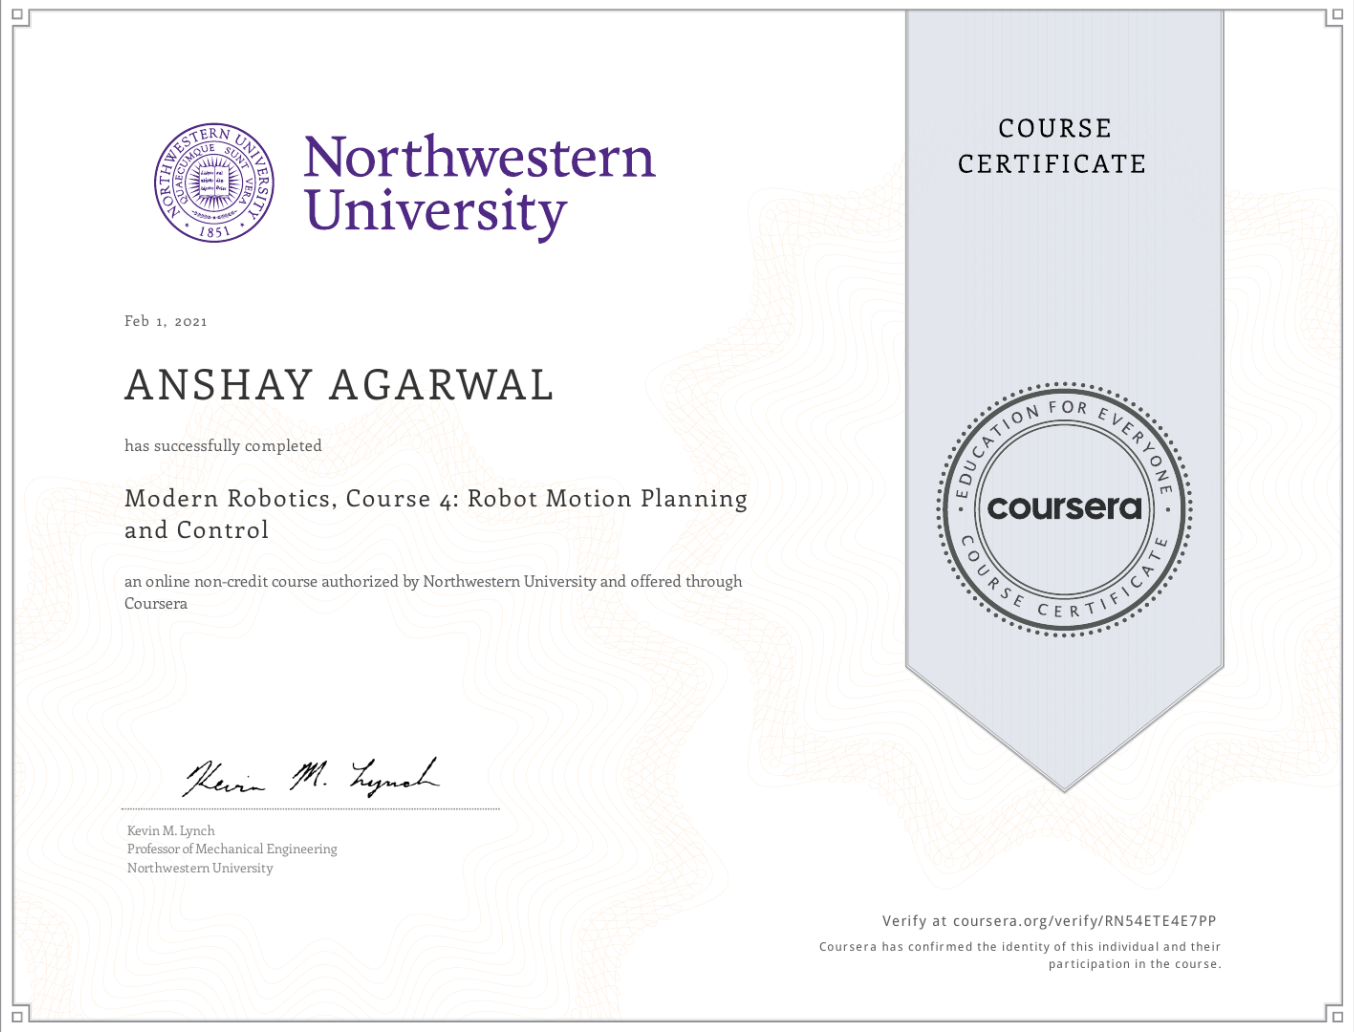 NORTHWESTERN UNIVERSITY
QUAECUMQUE SUNT VERA
1851
Northwestern
University
COURSE
CERTIFICATE
Feb 1, 2021
ANSHAY AGARWAL
has successfully completed
Modern Robotics, Course 4: Robot Motion Planning
and Control
an online non-credit course authorized by Northwestern University and offered through
Coursera
EDUCATION FOR EVERYONE
coursera
COURSE CERTIFICATE
Kevin M. Lynch
Kevin M. Lynch
Professor of Mechanical Engineering
Northwestern University
Verify at coursera.org/verify/RN54ETE4E7PP
Coursera has confirmed the identity of this individual and their
participation in the course.